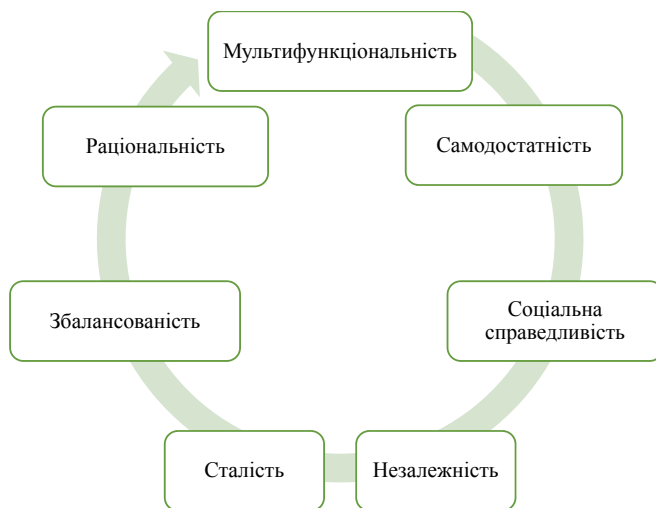 Мультифункціональність
Самодостатність
Соціальна
справедливість
Незалежність
Сталість
Збалансованість
Раціональність